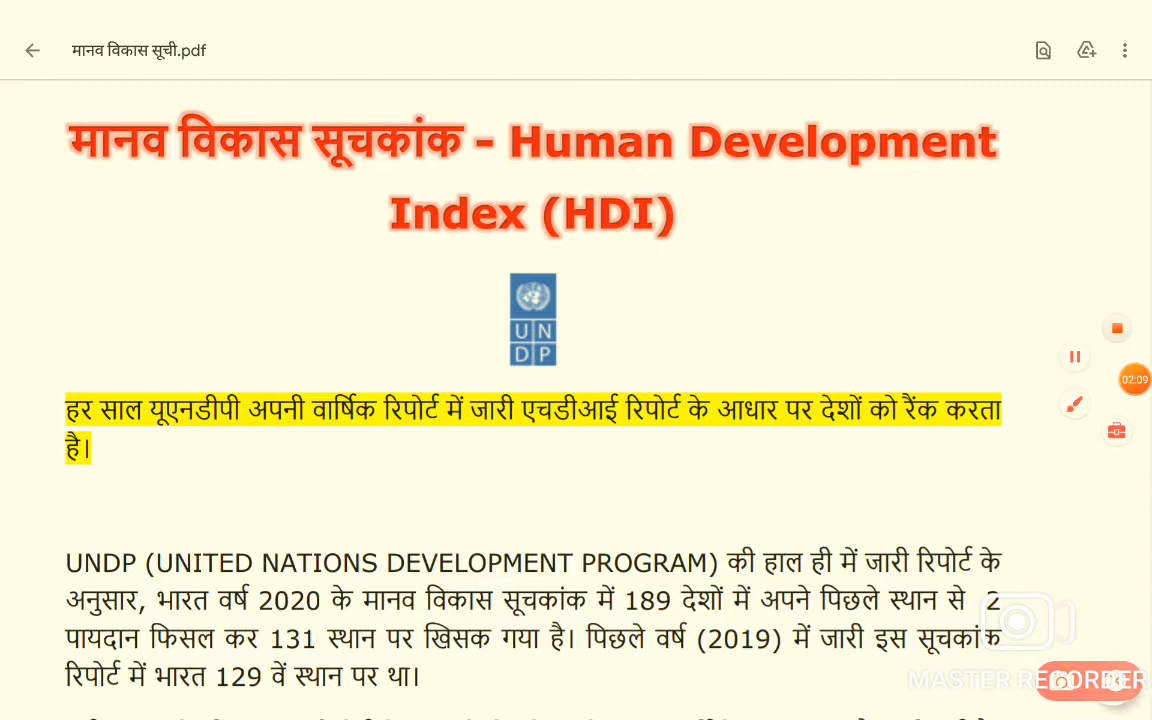 मानव विकास सूची.pdf
मानव विकास सूचकांक - Human Development
Index (HDI)
UN
DP
हर साल यूएनडीपी अपनी वार्षिक रिपोर्ट में जारी एचडीआई रिपोर्ट के आधार पर देशों को रैंक करता
है।
02:09
UNDP (UNITED NATIONS DEVELOPMENT PROGRAM) की हाल ही में जारी रिपोर्ट के
अनुसार, भारत वर्ष 2020 के मानव विकास सूचकांक में 189 देशों में अपने पिछले स्थान से 2
पायदान फिसल कर 131 स्थान पर खिसक गया है। पिछले वर्ष (2019) में जारी इस सूचकांक
रिपोर्ट में भारत 129 वें स्थान पर था।
MASTER RECORDER